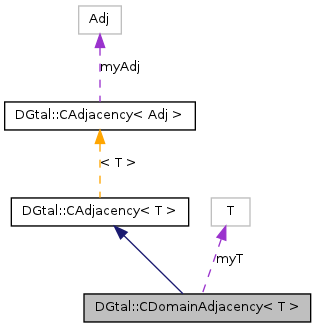 Adj
myAdj
DGtal::CAdjacency< Adj >
< T >
DGtal::CAdjacency< T >
T
myT
DGtal::CDomainAdjacency< T >